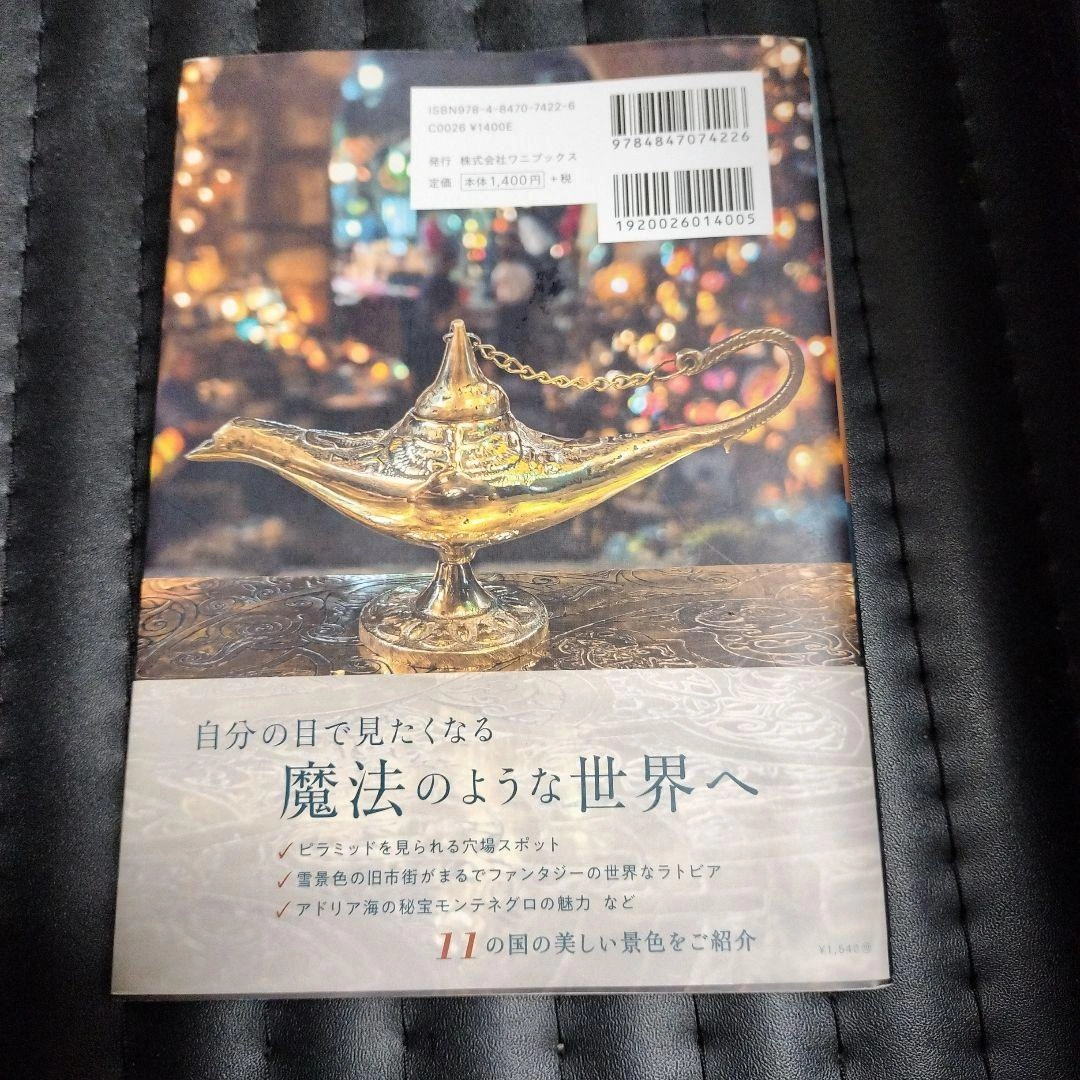 ISBN978-4-8470-7422-6
C0026 ¥1400E
発行 株式会社ワニブックス
定価 本体1,400円 +税
9784847074226
1920026014005
自分の目で見たくなる
魔法のような世界へ
✓ピラミッドを見られる穴場スポット
✓雪景色の旧市街がまるでファンタジーの世界なラトビア
✓アドリア海の秘宝モンテネグロの魅力 など
11の国の美しい景色をご紹介
¥1,540